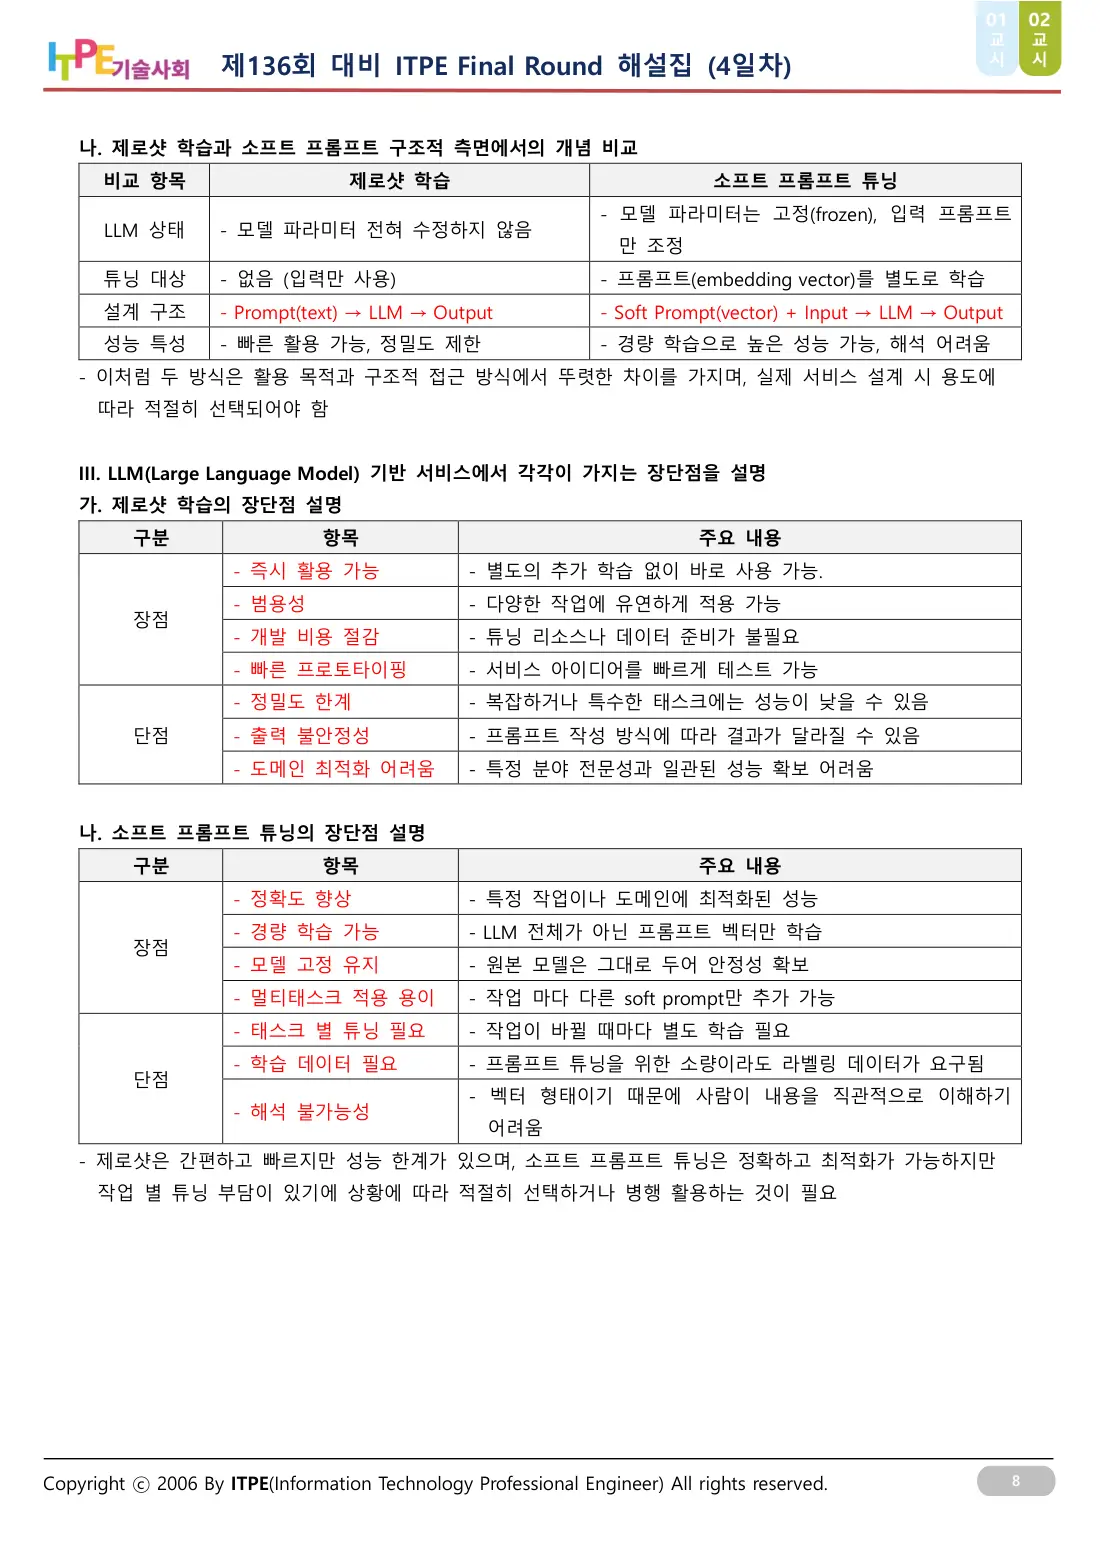 01
교
시
02
교
시
ITPE기술사회 제136회 대비 ITPE Final Round 해설집 (4일차)
나. 제로샷 학습과 소프트 프롬프트 구조적 측면에서의 개념 비교
비교 항목 제로샷 학습 소프트 프롬프트 튜닝
LLM 상태 - 모델 파라미터 전혀 수정하지 않음 - 모델 파라미터는 고정(frozen), 입력 프롬프트
만 조정
튜닝 대상 - 없음 (입력만 사용) - 프롬프트(embedding vector)를 별도로 학습
설계 구조 - Prompt(text) → LLM → Output - Soft Prompt(vector) + Input → LLM → Output
성능 특성 - 빠른 활용 가능, 정밀도 제한 - 경량 학습으로 높은 성능 가능, 해석 어려움
- 이처럼 두 방식은 활용 목적과 구조적 접근 방식에서 뚜렷한 차이를 가지며, 실제 서비스 설계 시 용도에
따라 적절히 선택되어야 함
III. LLM(Large Language Model) 기반 서비스에서 각각이 가지는 장단점을 설명
가. 제로샷 학습의 장단점 설명
구분 항목 주요 내용
장점 - 즉시 활용 가능 - 별도의 추가 학습 없이 바로 사용 가능.
- 범용성 - 다양한 작업에 유연하게 적용 가능
- 개발 비용 절감 - 튜닝 리소스나 데이터 준비가 불필요
- 빠른 프로토타이핑 - 서비스 아이디어를 빠르게 테스트 가능
단점 - 정밀도 한계 - 복잡하거나 특수한 태스크에는 성능이 낮을 수 있음
- 출력 불안정성 - 프롬프트 작성 방식에 따라 결과가 달라질 수 있음
- 도메인 최적화 어려움 - 특정 분야 전문성과 일관된 성능 확보 어려움
나. 소프트 프롬프트 튜닝의 장단점 설명
구분 항목 주요 내용
장점 - 정확도 향상 - 특정 작업이나 도메인에 최적화된 성능
- 경량 학습 가능 - LLM 전체가 아닌 프롬프트 벡터만 학습
- 모델 고정 유지 - 원본 모델은 그대로 두어 안정성 확보
- 멀티태스크 적용 용이 - 작업 마다 다른 soft prompt만 추가 가능
단점 - 태스크 별 튜닝 필요 - 작업이 바뀔 때마다 별도 학습 필요
- 학습 데이터 필요 - 프롬프트 튜닝을 위한 소량이라도 라벨링 데이터가 요구됨
- 해석 불가능성 - 벡터 형태이기 때문에 사람이 내용을 직관적으로 이해하기
어려움
- 제로샷은 간편하고 빠르지만 성능 한계가 있으며, 소프트 프롬프트 튜닝은 정확하고 최적화가 가능하지만
작업 별 튜닝 부담이 있기에 상황에 따라 적절히 선택하거나 병행 활용하는 것이 필요
Copyright ⓒ 2006 By ITPE(Information Technology Professional Engineer) All rights reserved.
8